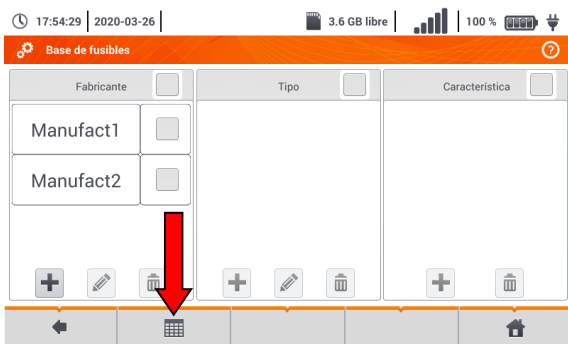 17:54:29 2020-03-26 3.6 GB libre 100 %
Base de fusibles ?
Fabricante Tipo Característica
Manufact1
Manufact2